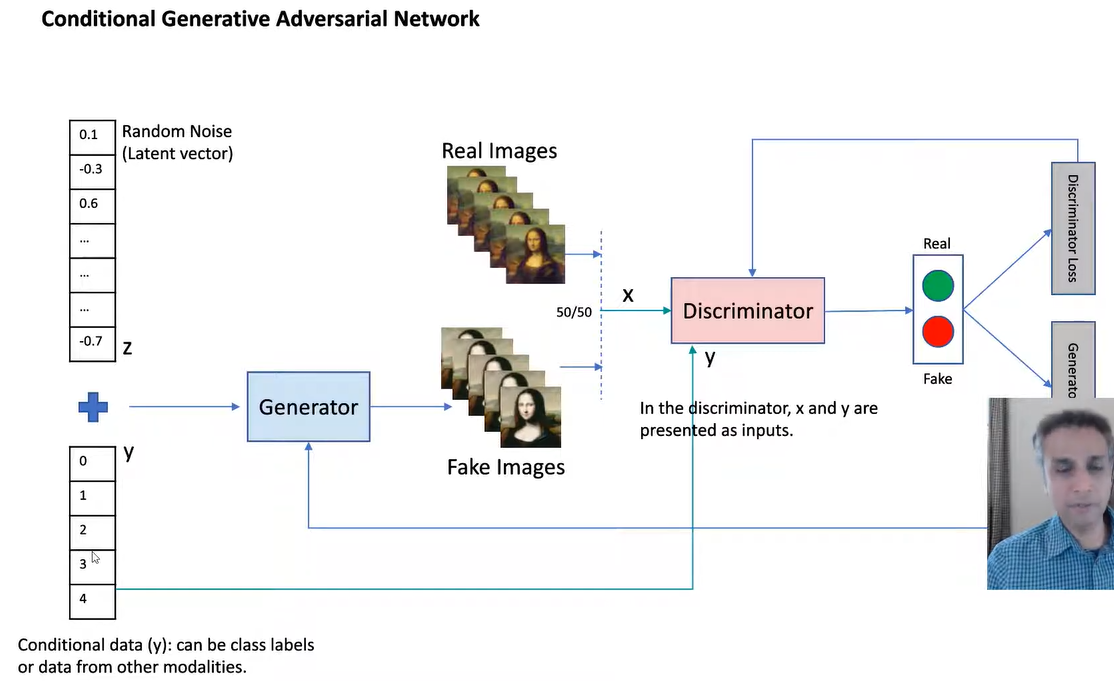 Conditional Generative Adversarial Network
0.1
-0.3
0.6
...
...
...
-0.7
Random Noise
(Latent vector)
z
y
0
1
2
3
4
Conditional data (y): can be class labels
or data from other modalities.
Generator
Real Images
Fake Images
50/50
x
Discriminator
y
In the discriminator, x and y are
presented as inputs.
Real
Fake
Discriminator Loss